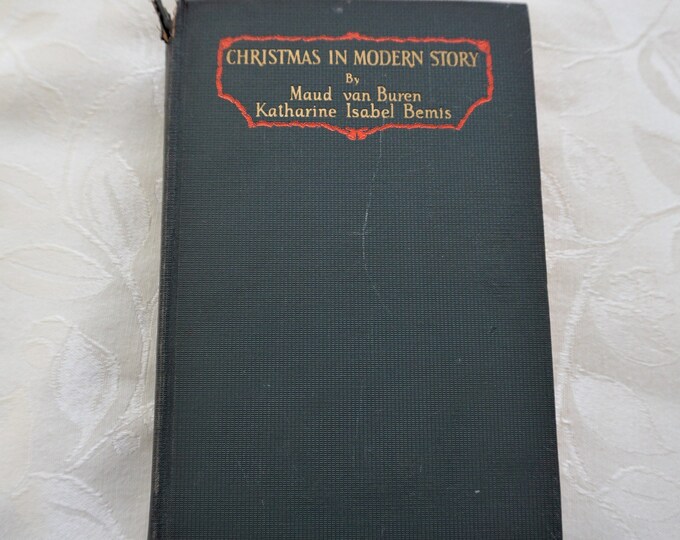 CHRISTMAS IN MODERN STORY
By
Maud van Buren
Katharine Isabel Bemis